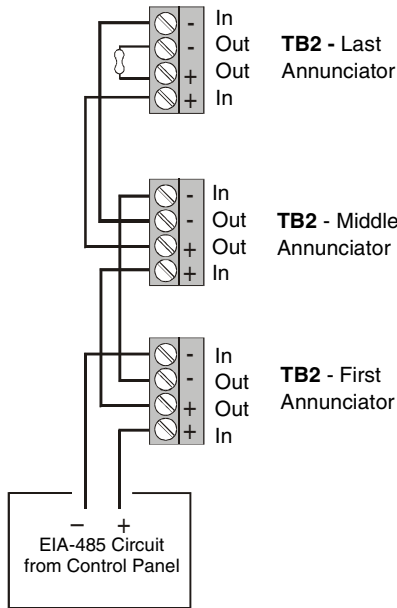 - In
- Out TB2 - Last
+ Out Annunciator
+ In
- In
- Out TB2 - Middle
+ Out Annunciator
+ In
- In
- Out TB2 - First
+ Out Annunciator
+ In
– +
EIA-485 Circuit
from Control Panel